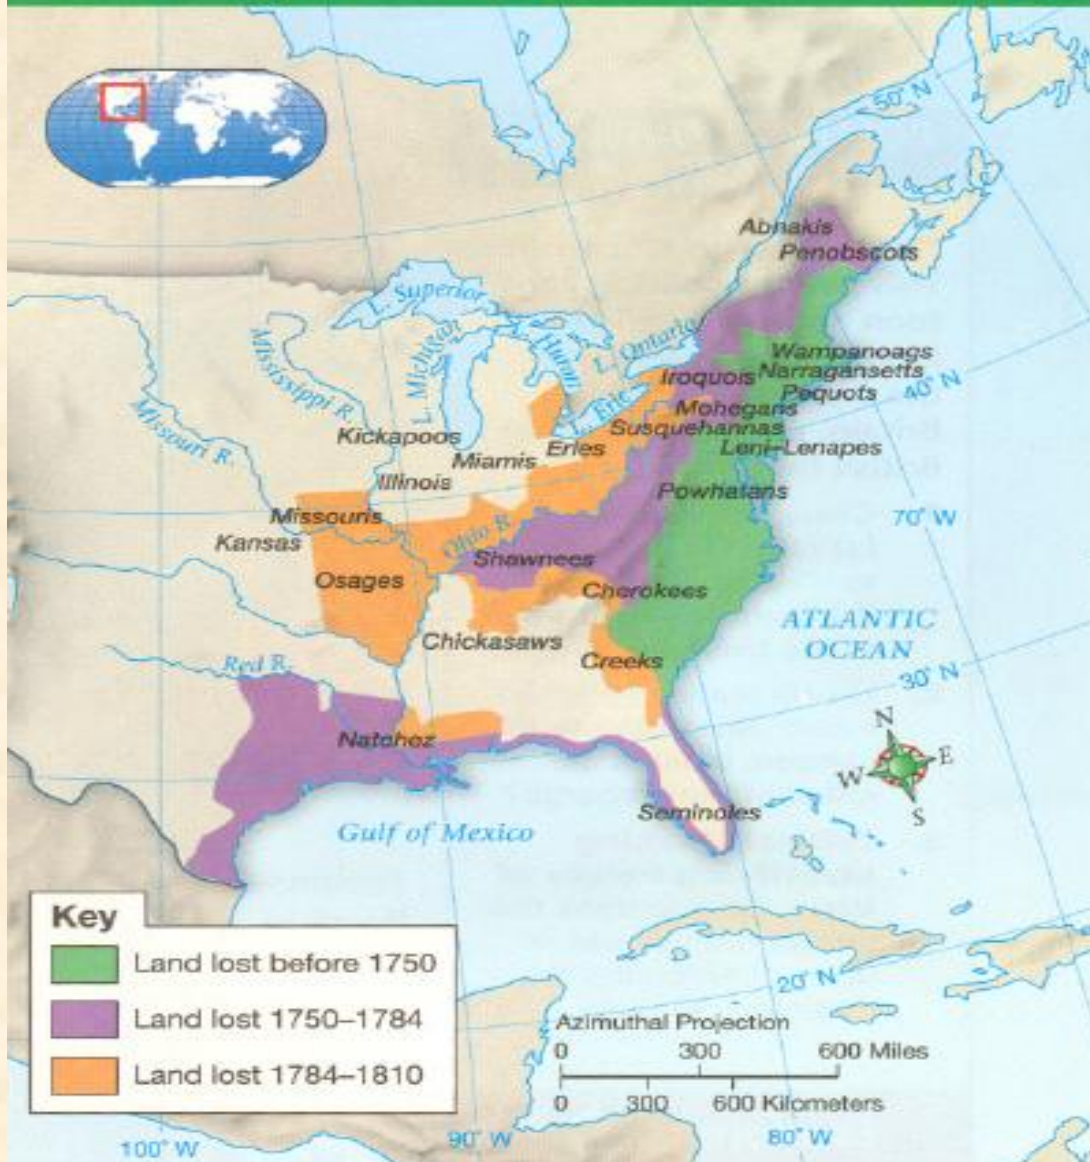 50° N
Abnakis
Penobscots
L. Superior
L. Michigan
L. Huron
L. Ontario
L. Erie
Mississippi R.
Missouri R.
Wampanoags
Narragansetts
Iroquois
Pequots
40° N
Mohegans
Susquehannas
Kickapoos
Eries
Leni-Lenapes
Miamis
Illinois
Powhatans
Missouris
70° W
Kansas
Ohio R.
Shawnees
Osages
Cherokees
ATLANTIC
OCEAN
Chickasaws
Creeks
Red R.
30° N
Natchez
N
W
E
S
Seminoles
Gulf of Mexico
Key
Land lost before 1750
Land lost 1750–1784
Land lost 1784–1810
20° N
Azimuthal Projection
0 300 600 Miles
0 300 600 Kilometers
100° W
90° W
80° W